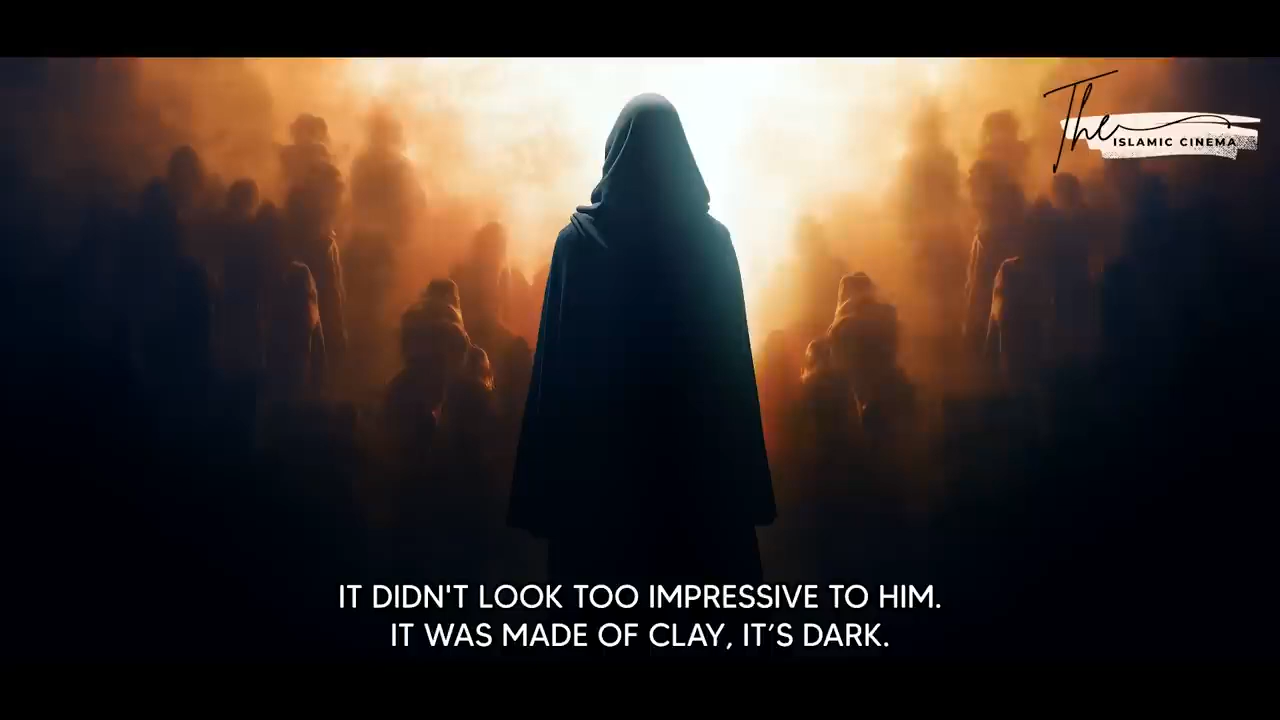 The
ISLAMIC CINEMA
IT DIDN'T LOOK TOO IMPRESSIVE TO HIM.
IT WAS MADE OF CLAY, IT’S DARK.